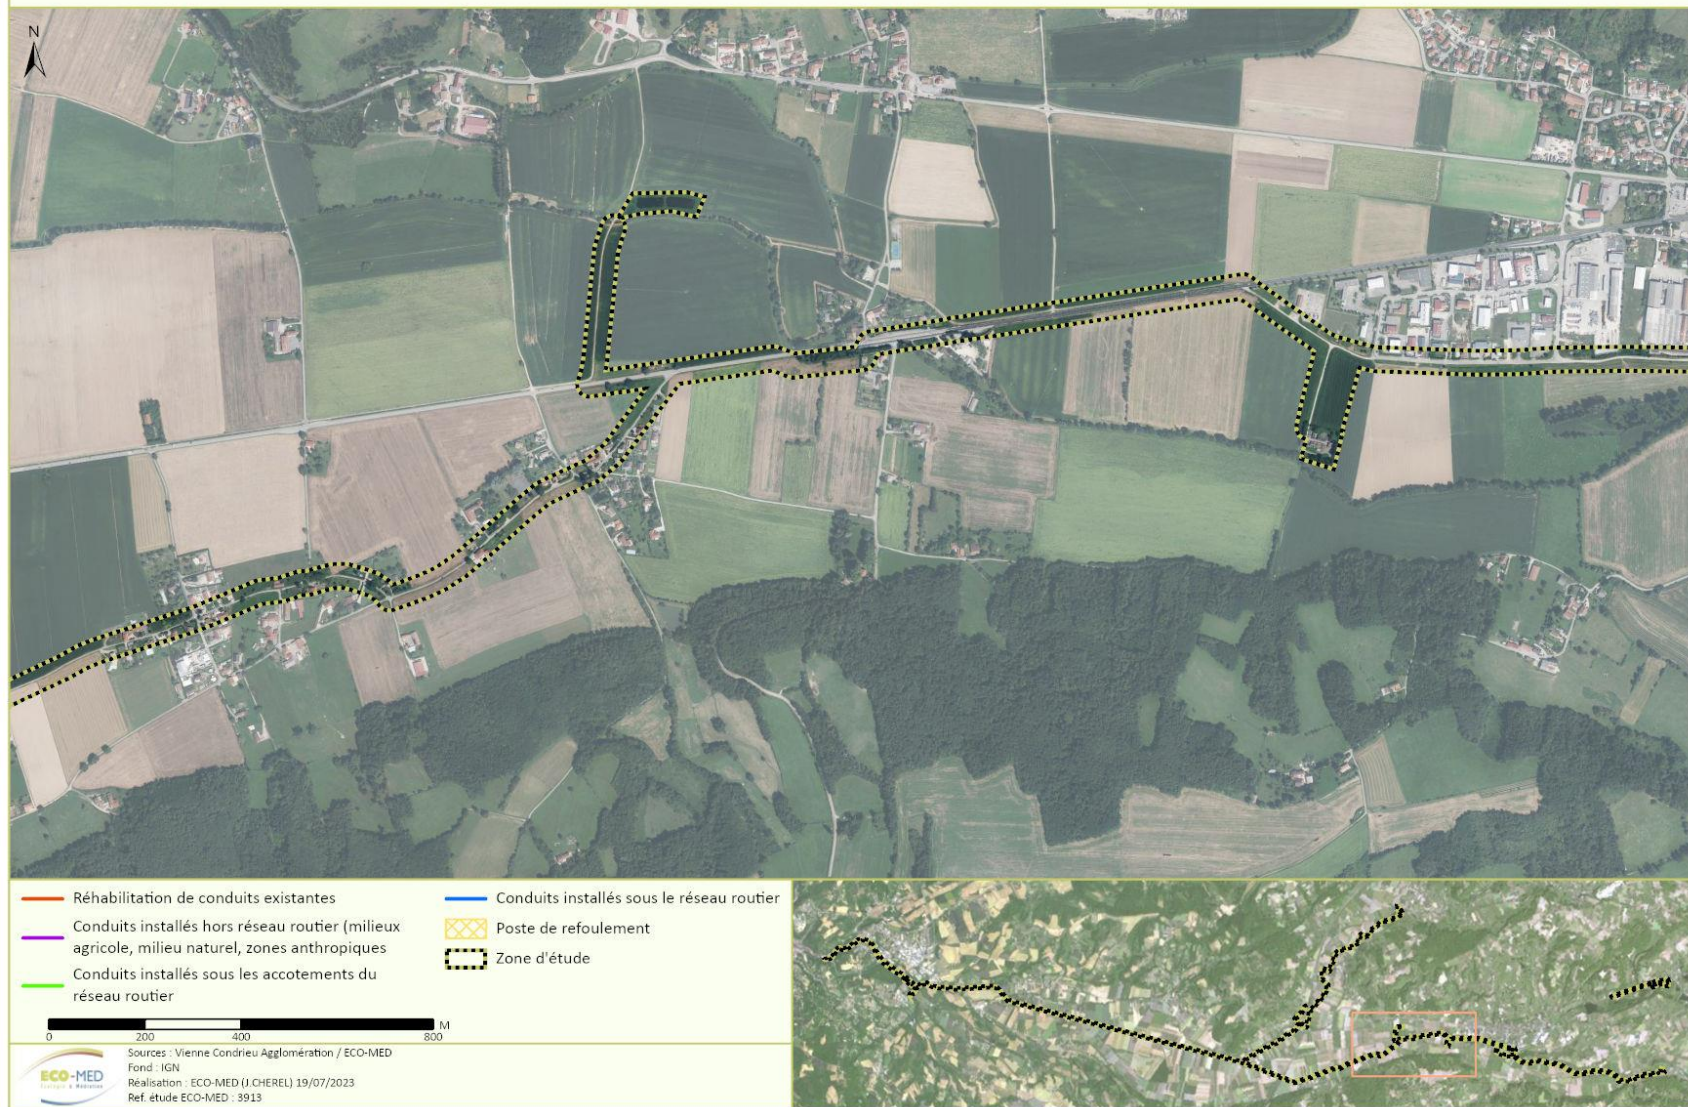 N
Réhabilitation de conduits existantes
Conduits installés hors réseau routier (milieux
agricole, milieu naturel, zones anthropiques
Conduits installés sous les accotements du
réseau routier
Conduits installés sous le réseau routier
Poste de refoulement
Zone d'étude
M
0 200 400 800
ECO-MED
Ecologie & Médiation
Sources : Vienne Condrieu Agglomération / ECO-MED
Fond : IGN
Réalisation : ECO-MED (J.CHEREL) 19/07/2023
Ref. étude ECO-MED : 3913